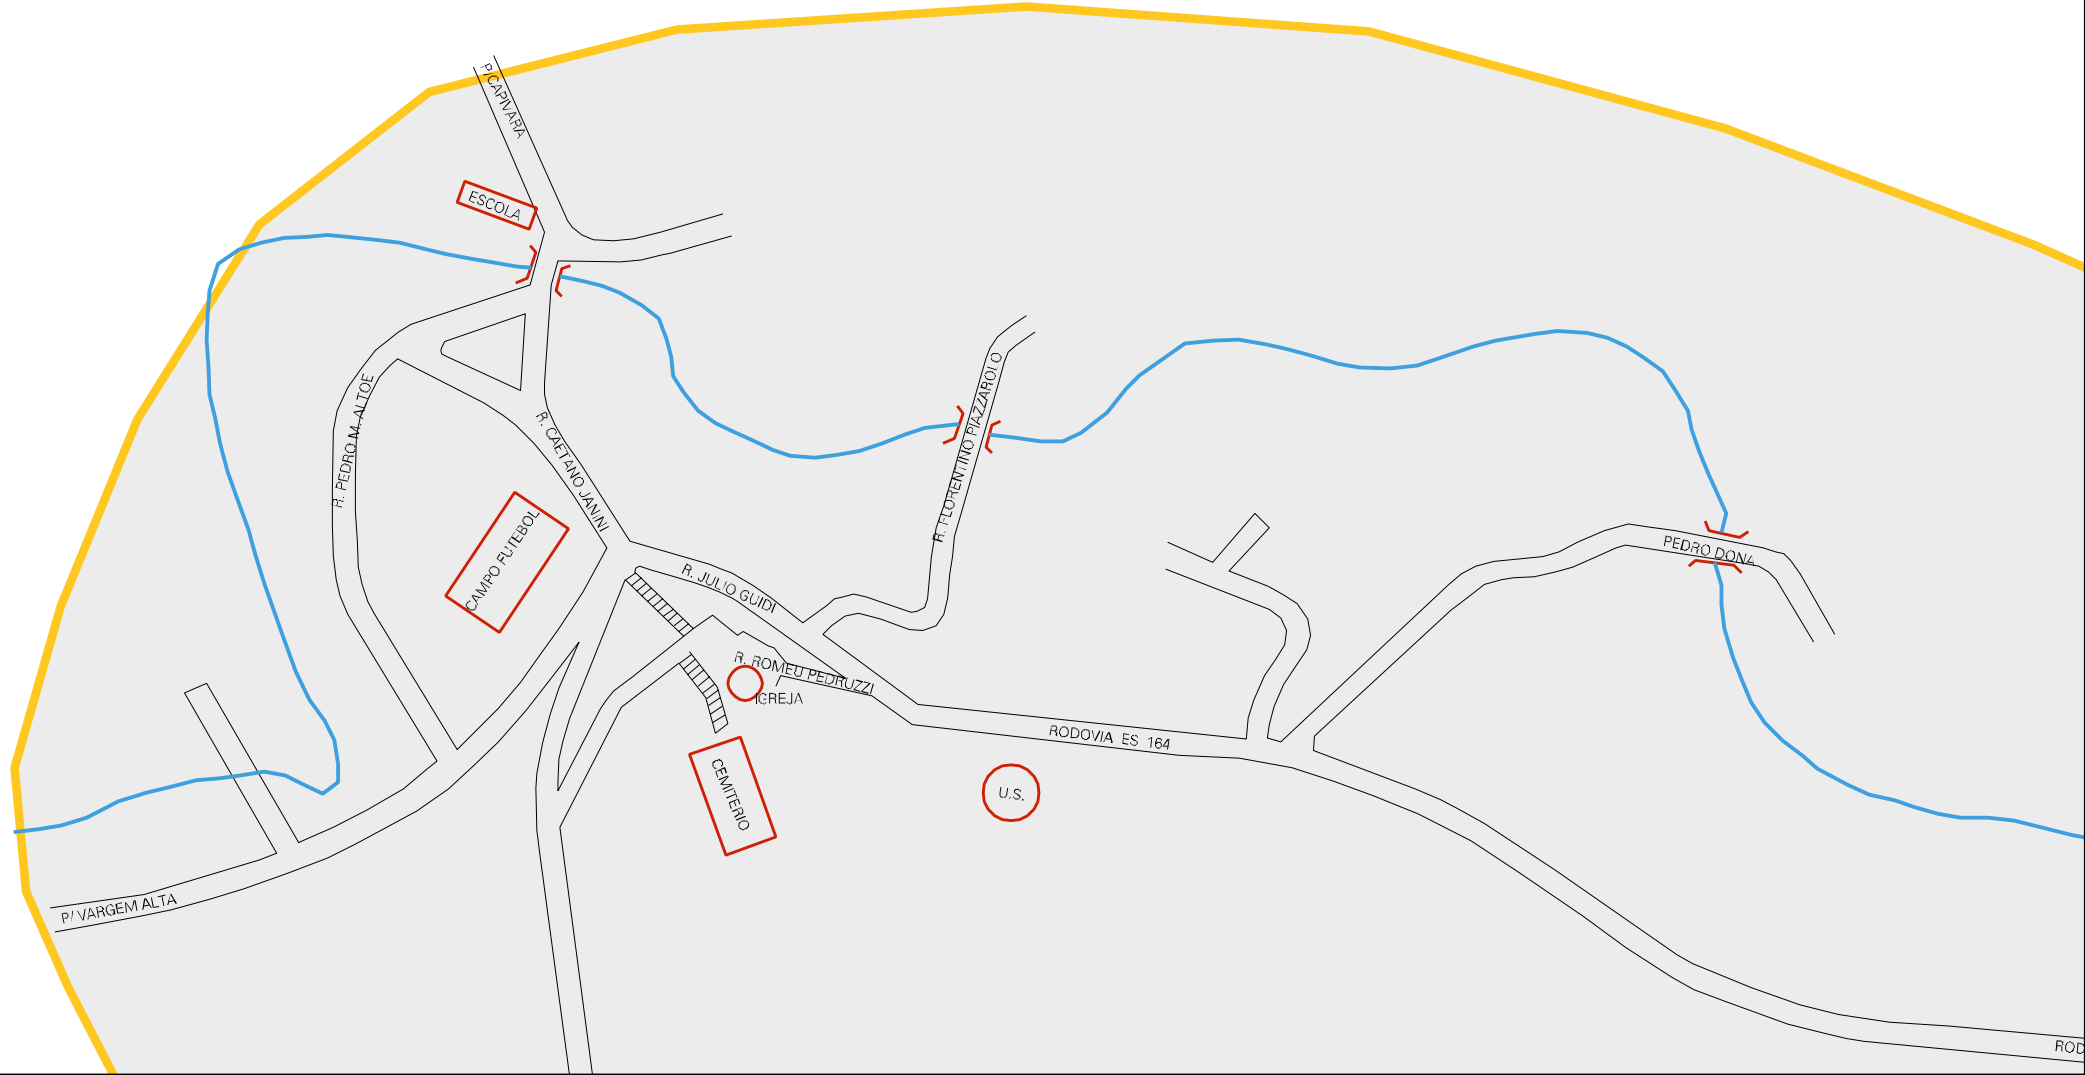 P/CAPIVARA
ESCOLA
R. PEDRO M. ALTOE
R. CAETANO JANINI
R. FLORENTINO PIAZZAROLO
CAMPO FUTEBOL
PEDRO DONA
R. JULIO GUIDI
R. ROMEU PEDRUZZI
IGREJA
RODOVIA ES 164
CEMITERIO
U.S.
P/ VARGEM ALTA
ROD